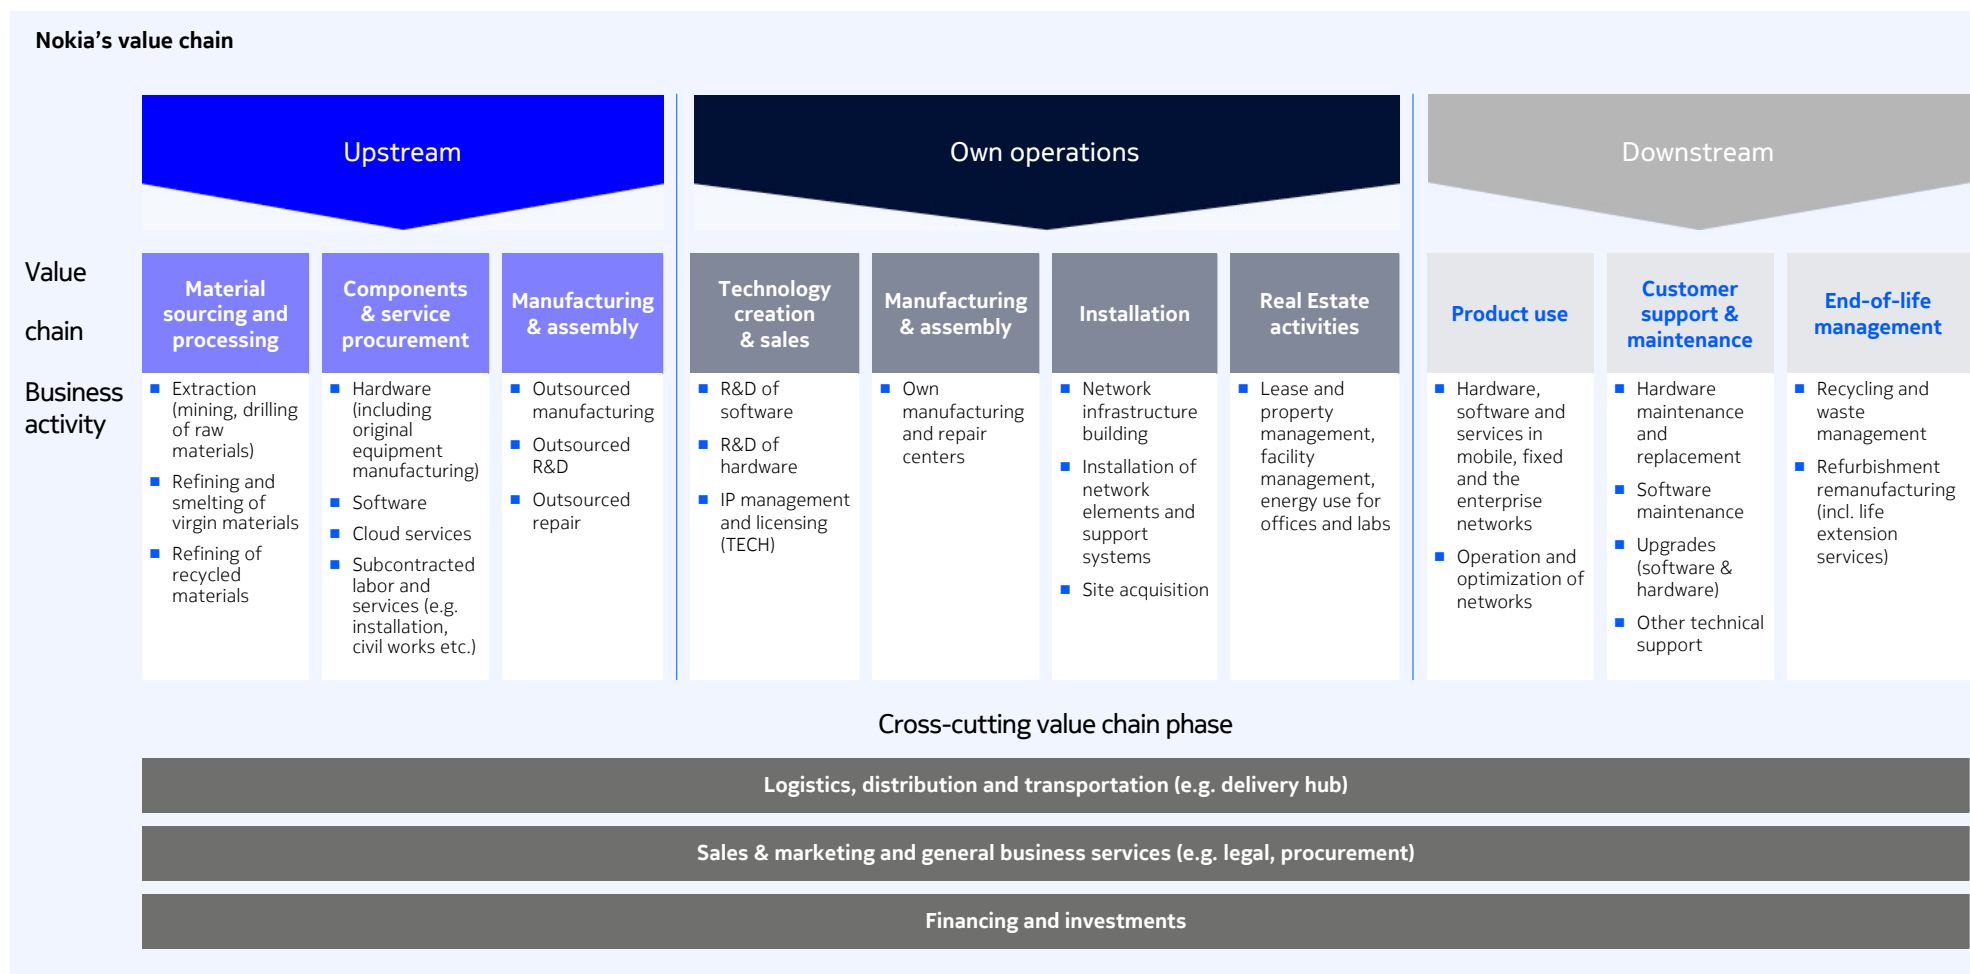 Nokia’s value chain
Upstream
Own operations
Downstream
Value
chain
Business
activity
Material
sourcing and
processing
Extraction
(mining, drilling
of raw
materials)
Refining and
smelting of
virgin materials
Refining of
recycled
materials
Components
& service
procurement
Hardware
(including
original
equipment
manufacturing)
Software
Cloud services
Subcontracted
labor and
services (e.g.
installation,
civil works etc.)
Manufacturing
& assembly
Outsourced
manufacturing
Outsourced
R&D
Outsourced
repair
Technology
creation
& sales
R&D of
software
R&D of
hardware
IP management
and licensing
(TECH)
Manufacturing
& assembly
Own
manufacturing
and repair
centers
Installation
Network
infrastructure
building
Installation of
network
elements and
support
systems
Site acquisition
Real Estate
activities
Lease and
property
management,
facility
management,
energy use for
offices and labs
Product use
Hardware,
software and
services in
mobile, fixed
and the
enterprise
networks
Operation and
optimization of
networks
Customer
support &
maintenance
Hardware
maintenance
and
replacement
Software
maintenance
Upgrades
(software &
hardware)
Other technical
support
End-of-life
management
Recycling and
waste
management
Refurbishment
remanufacturing
(incl. life
extension
services)
Cross-cutting value chain phase
Logistics, distribution and transportation (e.g. delivery hub)
Sales & marketing and general business services (e.g. legal, procurement)
Financing and investments